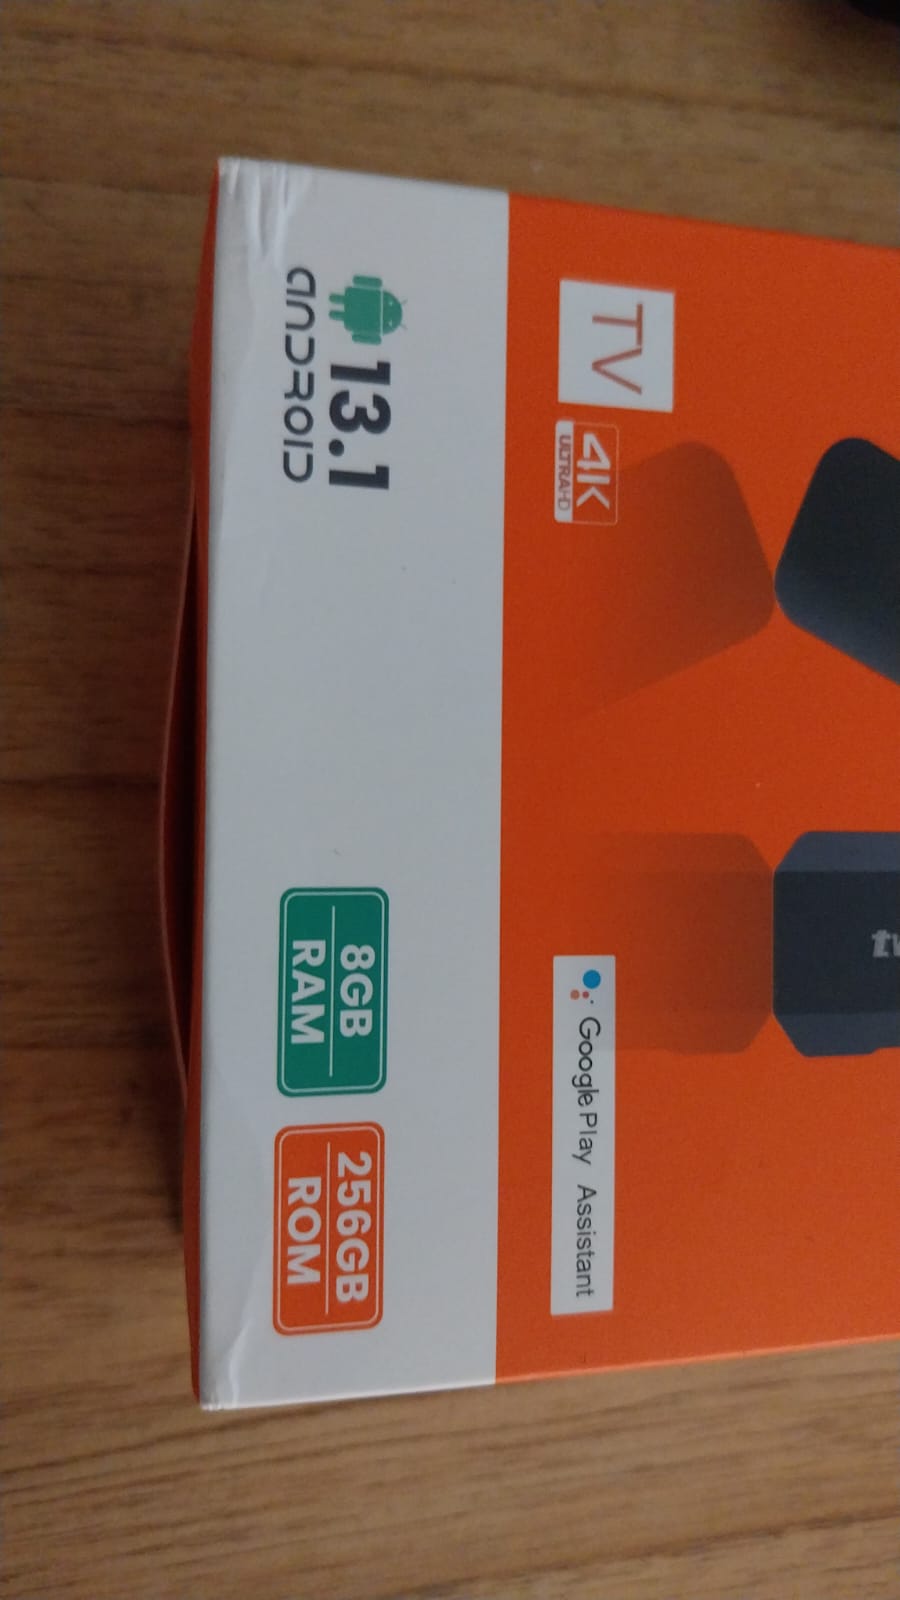 TV
4K
ULTRA HD
Google Play Assistant
13.1
ANDROID
8GB
RAM
256GB
ROM